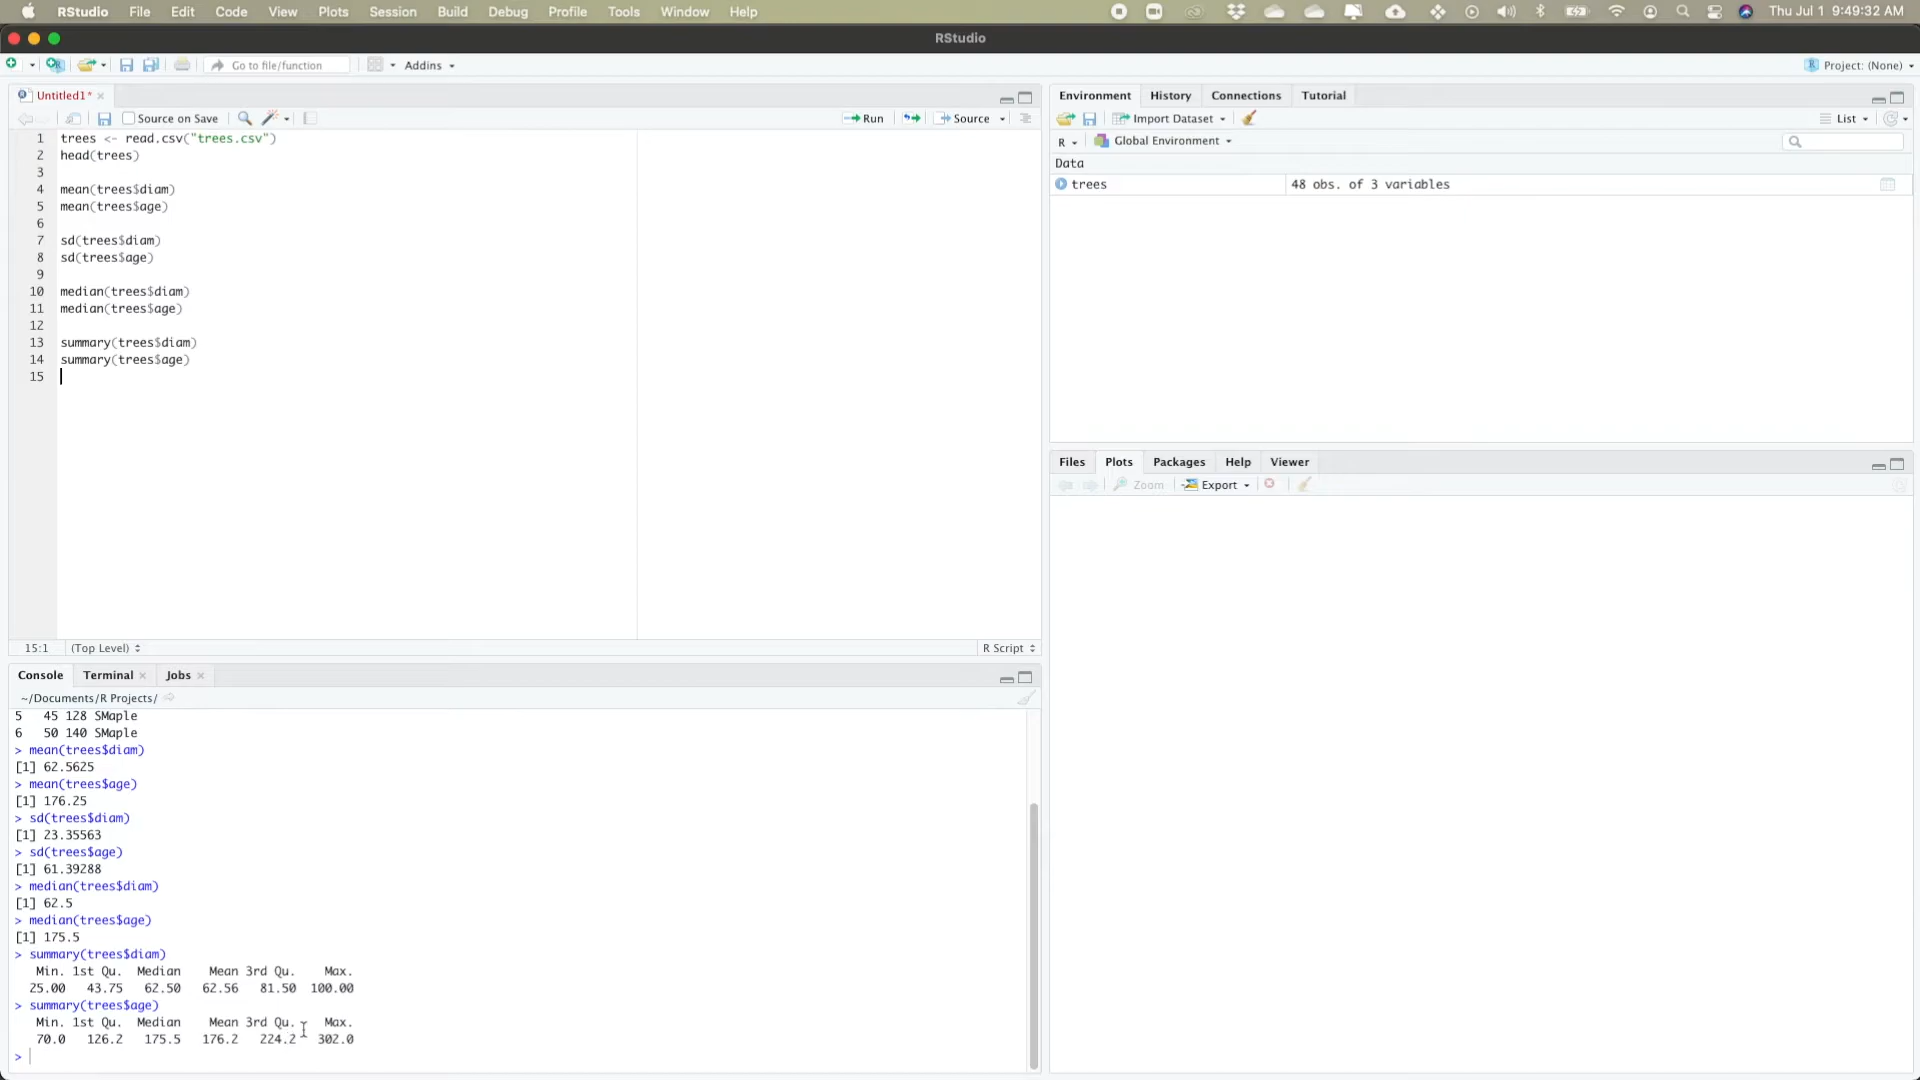 RStudio File Edit Code View Plots Session Build Debug Profile Tools Window Help Thu Jul 1 9:49:32 AM
RStudio
Go to file/function Addins Project: (None)
Untitled1* ×
Source on Save Run Source
1 trees <- read.csv("trees.csv")
2 head(trees)
3
4 mean(trees$diam)
5 mean(trees$age)
6
7 sd(trees$diam)
8 sd(trees$age)
9
10 median(trees$diam)
11 median(trees$age)
12
13 summary(trees$diam)
14 summary(trees$age)
15
15:1 (Top Level) R Script
Console Terminal × Jobs ×
~/Documents/R Projects/
5   45 128 SMaple
6   50 140 SMaple
> mean(trees$diam)
[1] 62.5625
> mean(trees$age)
[1] 176.25
> sd(trees$diam)
[1] 23.35563
> sd(trees$age)
[1] 61.39288
> median(trees$diam)
[1] 62.5
> median(trees$age)
[1] 175.5
> summary(trees$diam)
   Min. 1st Qu.  Median    Mean 3rd Qu.    Max.
  25.00   43.75   62.50   62.56   81.50  100.00
> summary(trees$age)
   Min. 1st Qu.  Median    Mean 3rd Qu.    Max.
   70.0   126.2   175.5   176.2   224.2   302.0
>
Environment History Connections Tutorial
Import Dataset List
R Global Environment
Data
trees 48 obs. of 3 variables
Files Plots Packages Help Viewer
Zoom Export